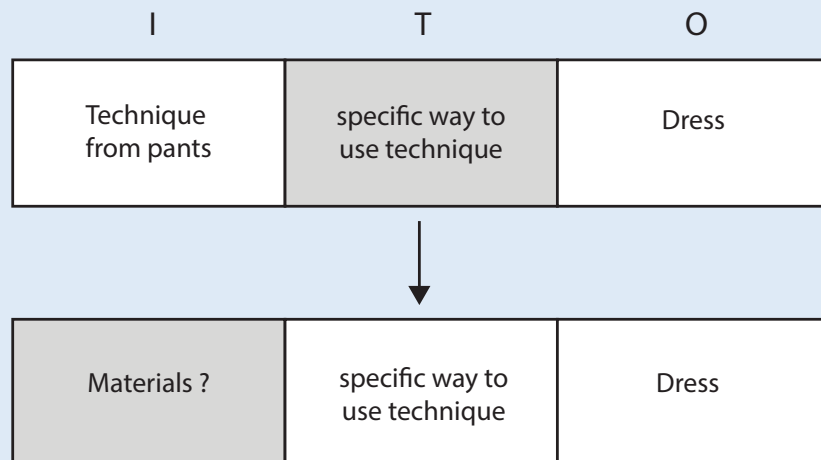 I T O
Technique
from pants
specific way to
use technique
Dress
Materials ?
specific way to
use technique
Dress